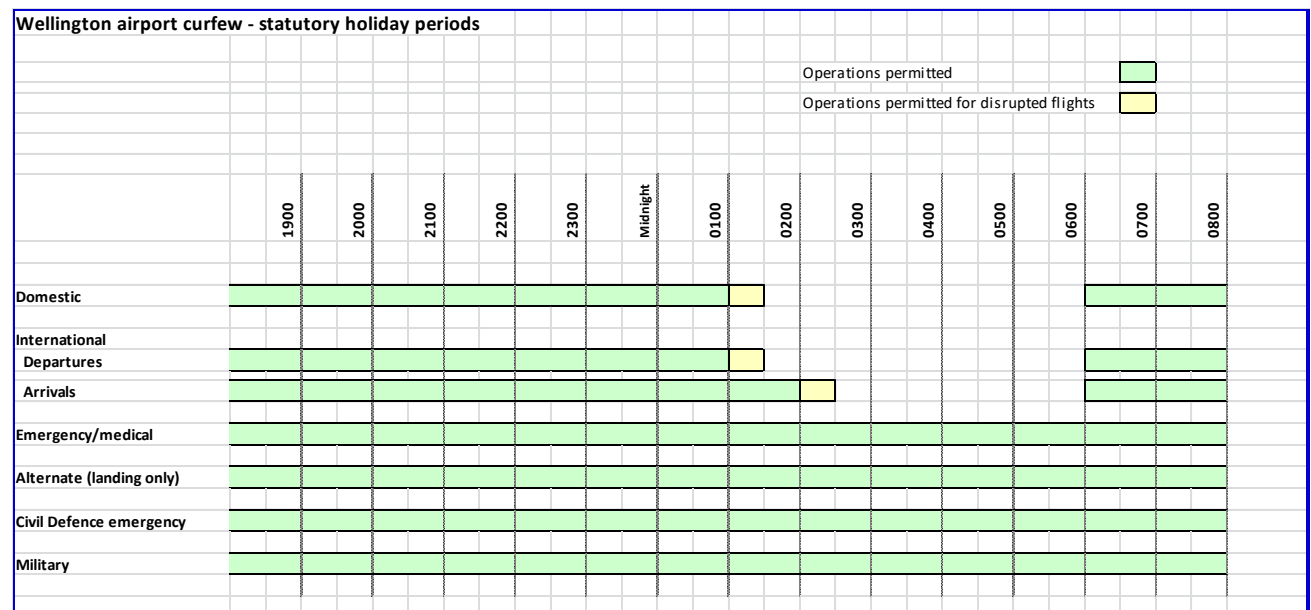 Wellington airport curfew - statutory holiday periods
Operations permitted
Operations permitted for disrupted flights
1900 2000 2100 2200 2300 Midnight 0100 0200 0300 0400 0500 0600 0700 0800
Domestic
International
Departures
Arrivals
Emergency/medical
Alternate (landing only)
Civil Defence emergency
Military